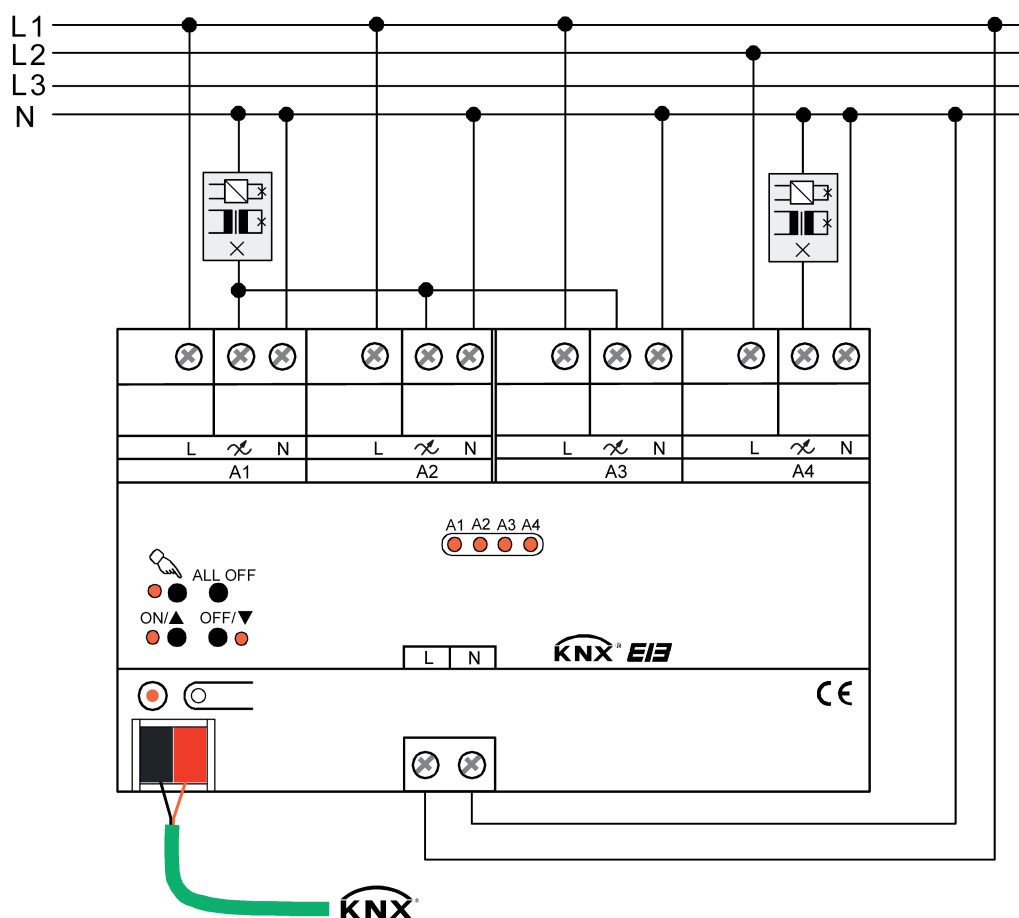 L1
L2
L3
N
L N L N L N L N
A1 A2 A3 A4
A1 A2 A3 A4
ALL OFF
ON/▲ OFF/▼
L N
KNX® EIB
CE
KNX®